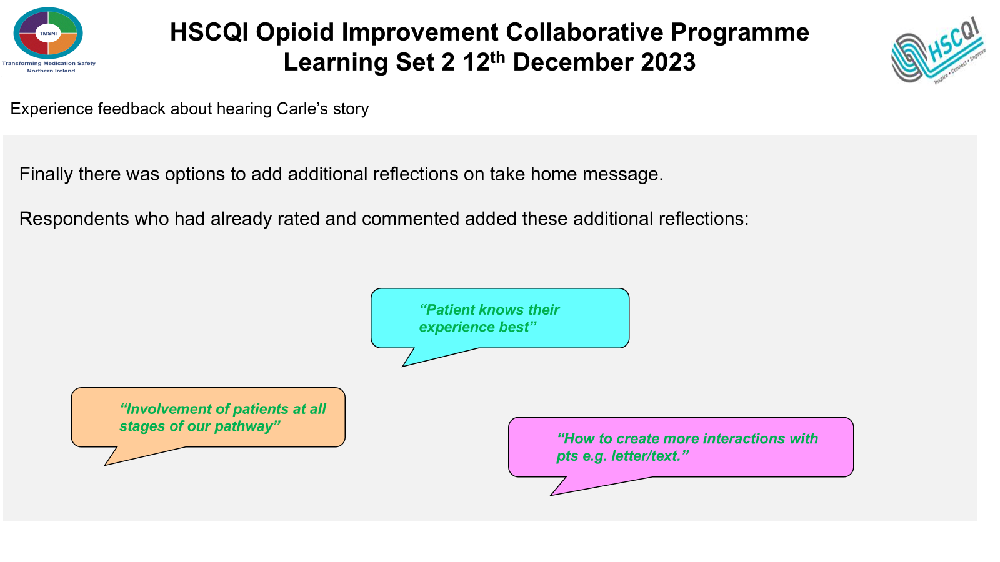 TMSNI
Transforming Medication Safety
Northern Ireland
HSCQI Opioid Improvement Collaborative Programme
Learning Set 2 12th December 2023
HSCQI
Inspire • Connect • Improve
Experience feedback about hearing Carle’s story
Finally there was options to add additional reflections on take home message.
Respondents who had already rated and commented added these additional reflections:
“Patient knows their
experience best”
“Involvement of patients at all
stages of our pathway”
“How to create more interactions with
pts e.g. letter/text.”